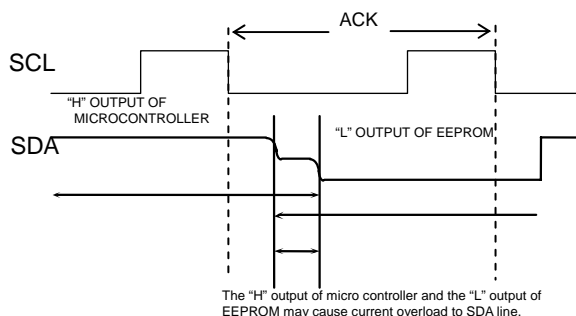 ACK
SCL
“H” OUTPUT OF
MICROCONTROLLER
“L” OUTPUT OF EEPROM
SDA
The “H” output of micro controller and the “L” output of
EEPROM may cause current overload to SDA line.